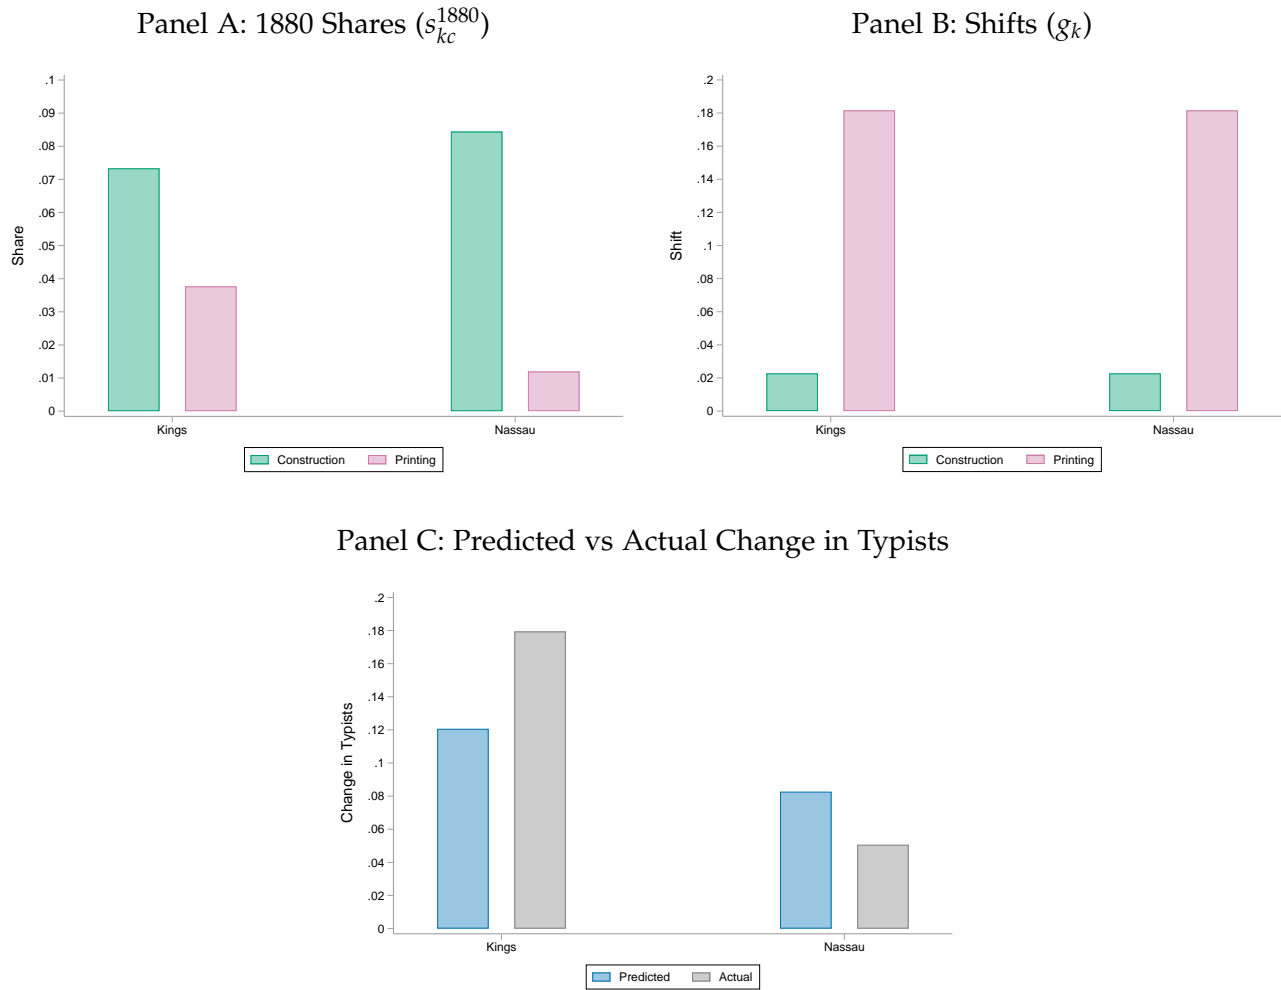 Panel A: 1880 Shares (s_{kc}^{1880})
.1
.09
.08
.07
.06
.05
.04
.03
.02
.01
0
Share
Kings
Nassau
Construction
Printing
Panel B: Shifts (g_k)
.2
.18
.16
.14
.12
.1
.08
.06
.04
.02
0
Shift
Kings
Nassau
Construction
Printing
Panel C: Predicted vs Actual Change in Typists
.2
.18
.16
.14
.12
.1
.08
.06
.04
.02
0
Change in Typists
Kings
Nassau
Predicted
Actual